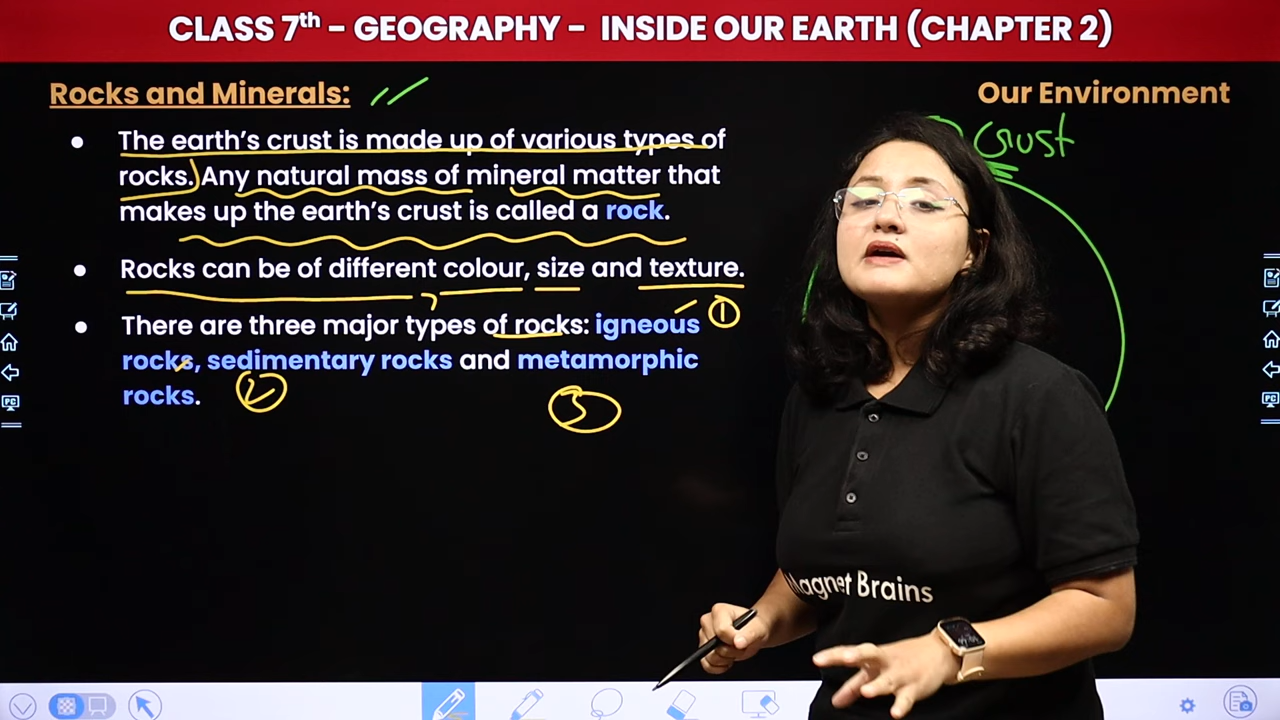 CLASS 7th - GEOGRAPHY - INSIDE OUR EARTH (CHAPTER 2)
Rocks and Minerals:
Our Environment
Crust
• The earth's crust is made up of various types of
rocks. Any natural mass of mineral matter that
makes up the earth's crust is called a rock.
• Rocks can be of different colour, size and texture.
1
• There are three major types of rocks: igneous
rocks, sedimentary rocks and metamorphic
rocks.
2
3
Magnet Brains
PC
PC